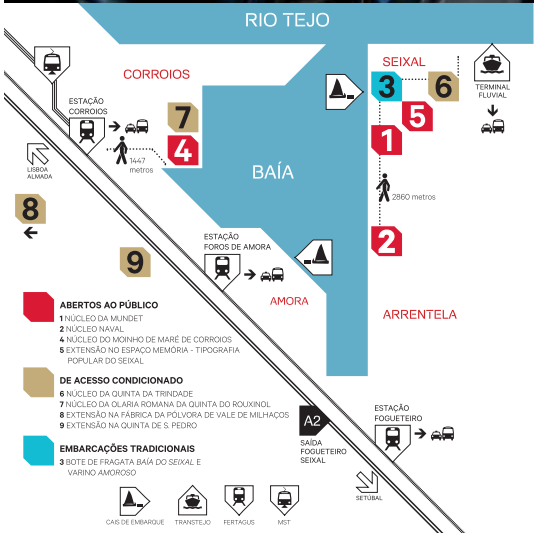 RIO TEJO
CORROIOS
SEIXAL
TERMINAL
FLUVIAL
ESTAÇÃO
CORROIOS
3
6
7
5
4
1
1447
metros
LISBOA
ALMADA
BAÍA
2860 metros
8
2
ESTAÇÃO
FOROS DE AMORA
9
AMORA
ARRENTELA
ABERTOS AO PÚBLICO
1 NÚCLEO DA MUNDET
2 NÚCLEO NAVAL
4 NÚCLEO DO MOINHO DE MARÉ DE CORROIOS
5 EXTENSÃO NO ESPAÇO MEMÓRIA - TIPOGRAFIA
POPULAR DO SEIXAL
DE ACESSO CONDICIONADO
6 NÚCLEO DA QUINTA DA TRINDADE
7 NÚCLEO DA OLARIA ROMANA DA QUINTA DO ROUXINOL
8 EXTENSÃO NA FÁBRICA DA PÓLVORA DE VALE DE MILHAÇOS
9 EXTENSÃO NA QUINTA DE S. PEDRO
EMBARCAÇÕES TRADICIONAIS
3 BOTE DE FRAGATA BAÍA DO SEIXAL E
VARINO AMOROSO
A2
SAÍDA
FOGUETEIRO
SEIXAL
ESTAÇÃO
FOGUETEIRO
SETÚBAL
CAIS DE EMBARQUE
TRANSTEJO
FERTAGUS
MST